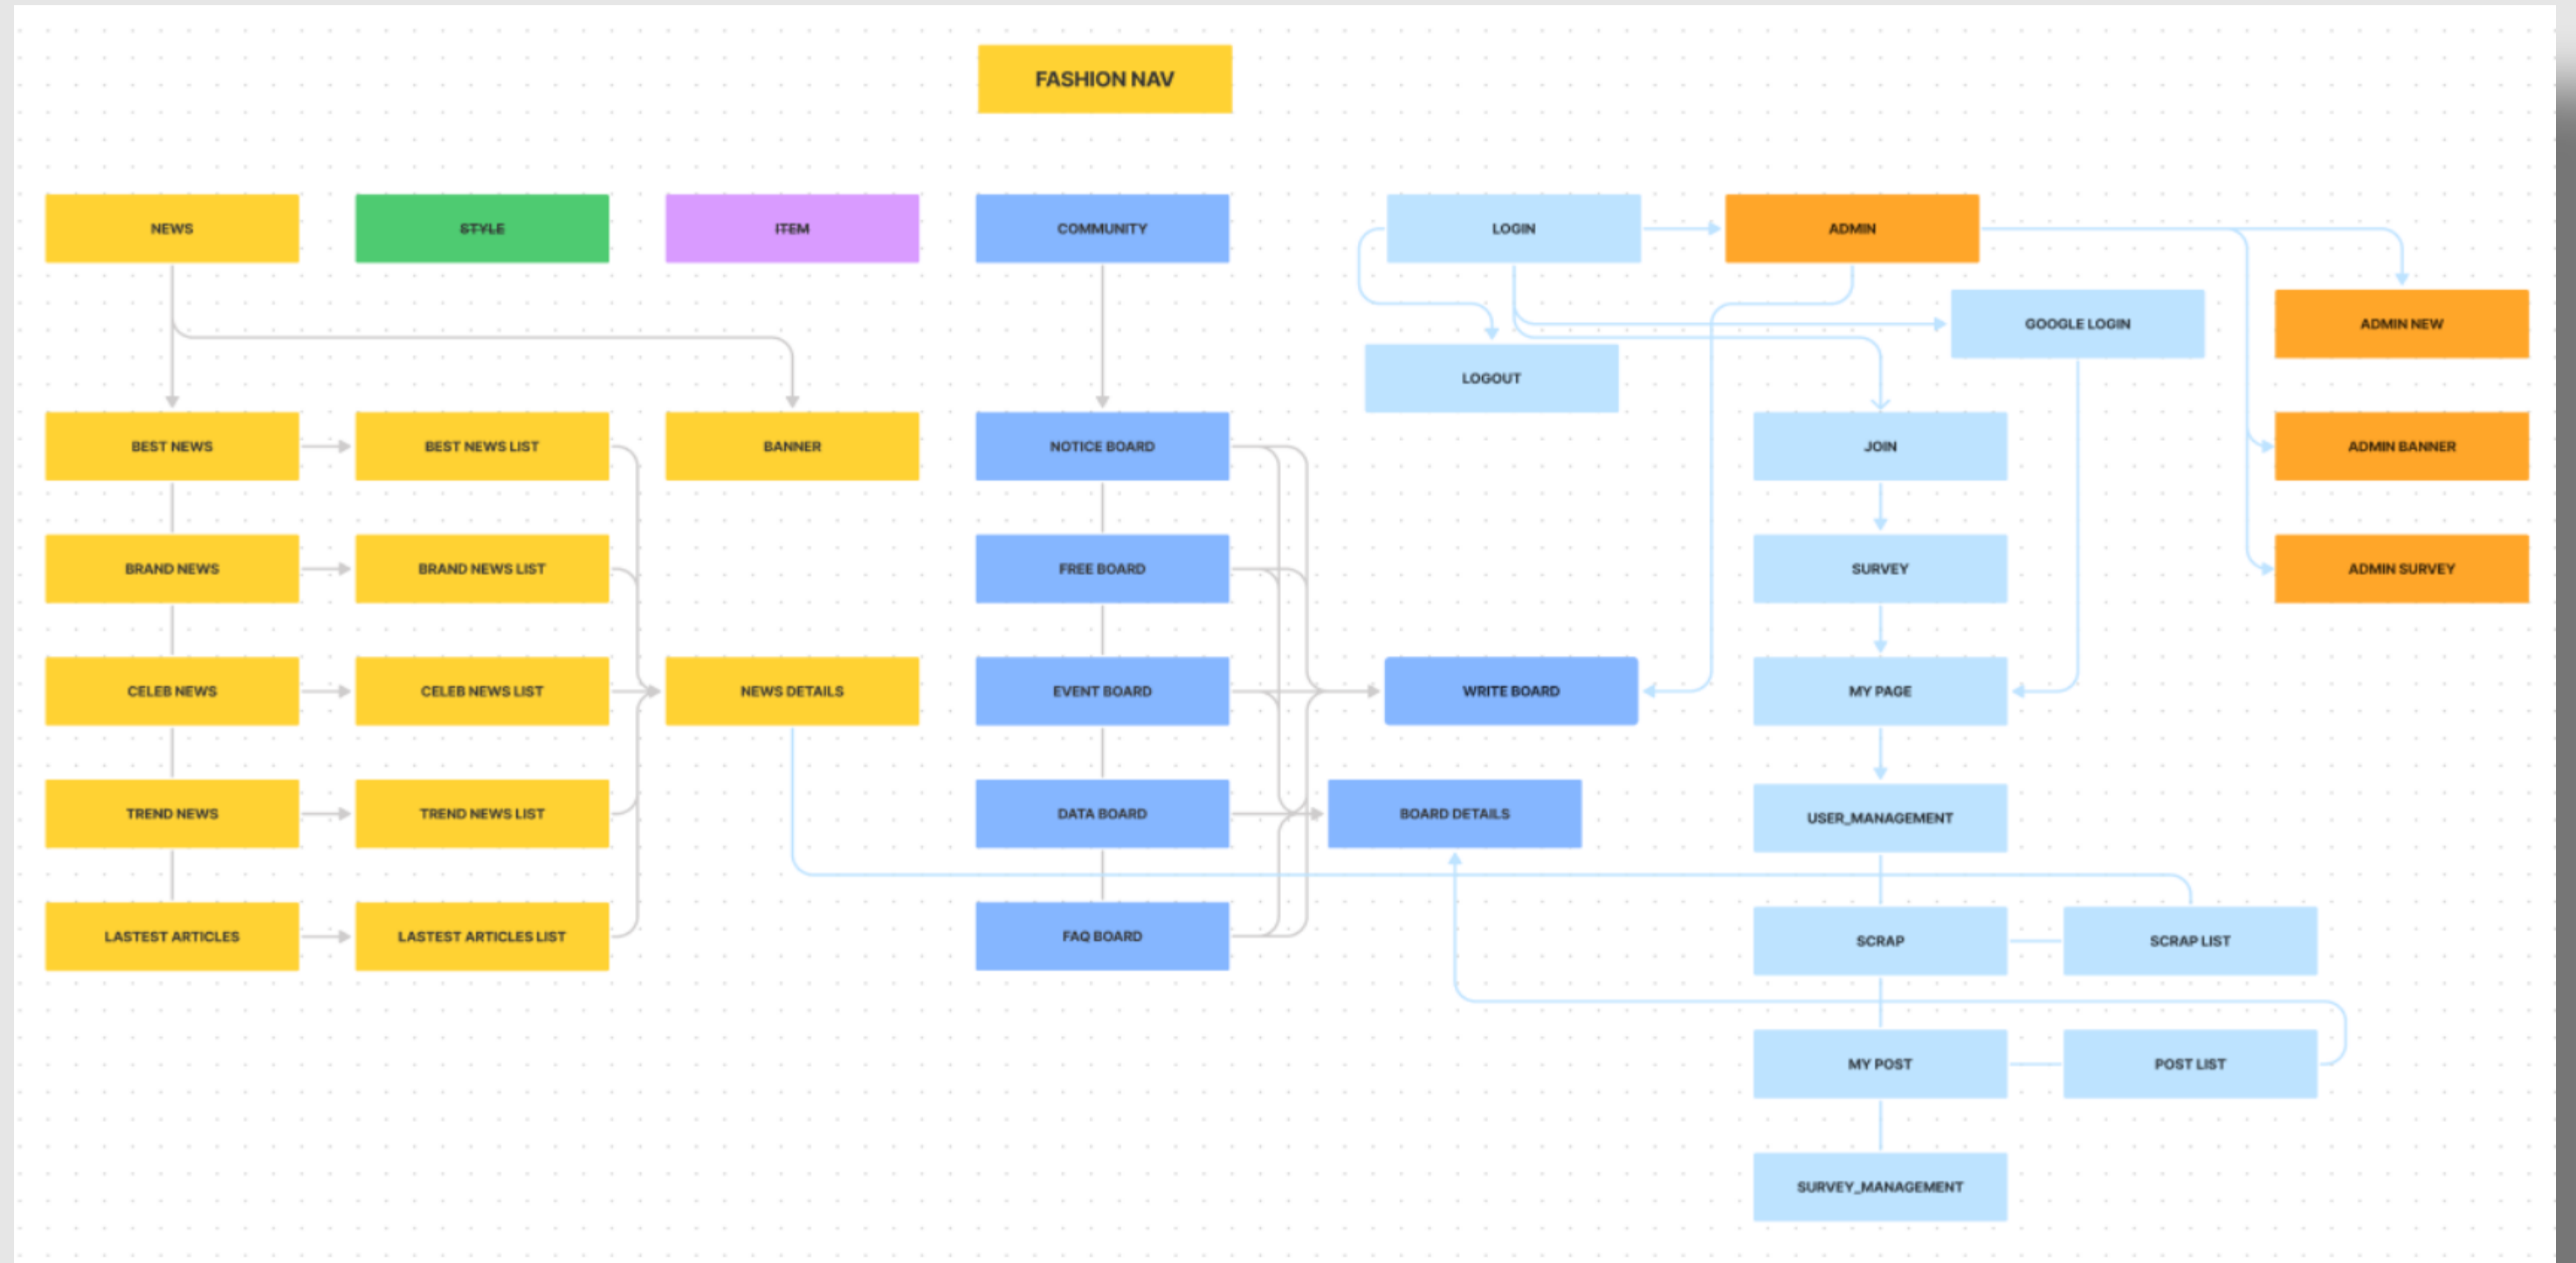 FASHION NAV
NEWS
STYLE
ITEM
COMMUNITY
LOGIN
ADMIN
GOOGLE LOGIN
ADMIN NEW
LOGOUT
BEST NEWS
BEST NEWS LIST
BANNER
NOTICE BOARD
JOIN
ADMIN BANNER
BRAND NEWS
BRAND NEWS LIST
FREE BOARD
SURVEY
ADMIN SURVEY
CELEB NEWS
CELEB NEWS LIST
NEWS DETAILS
EVENT BOARD
WRITE BOARD
MY PAGE
TREND NEWS
TREND NEWS LIST
DATA BOARD
BOARD DETAILS
USER_MANAGEMENT
LASTEST ARTICLES
LASTEST ARTICLES LIST
FAQ BOARD
SCRAP
SCRAP LIST
MY POST
POST LIST
SURVEY_MANAGEMENT